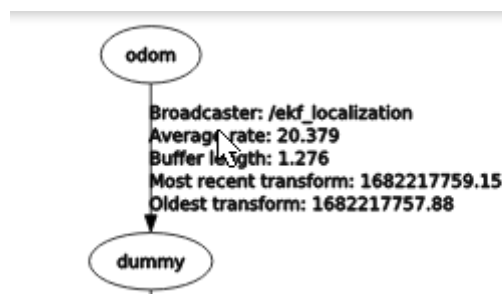 odom
Broadcaster: /ekf_localization
Average rate: 20.379
Buffer length: 1.276
Most recent transform: 1682217759.15
Oldest transform: 1682217757.88
dummy